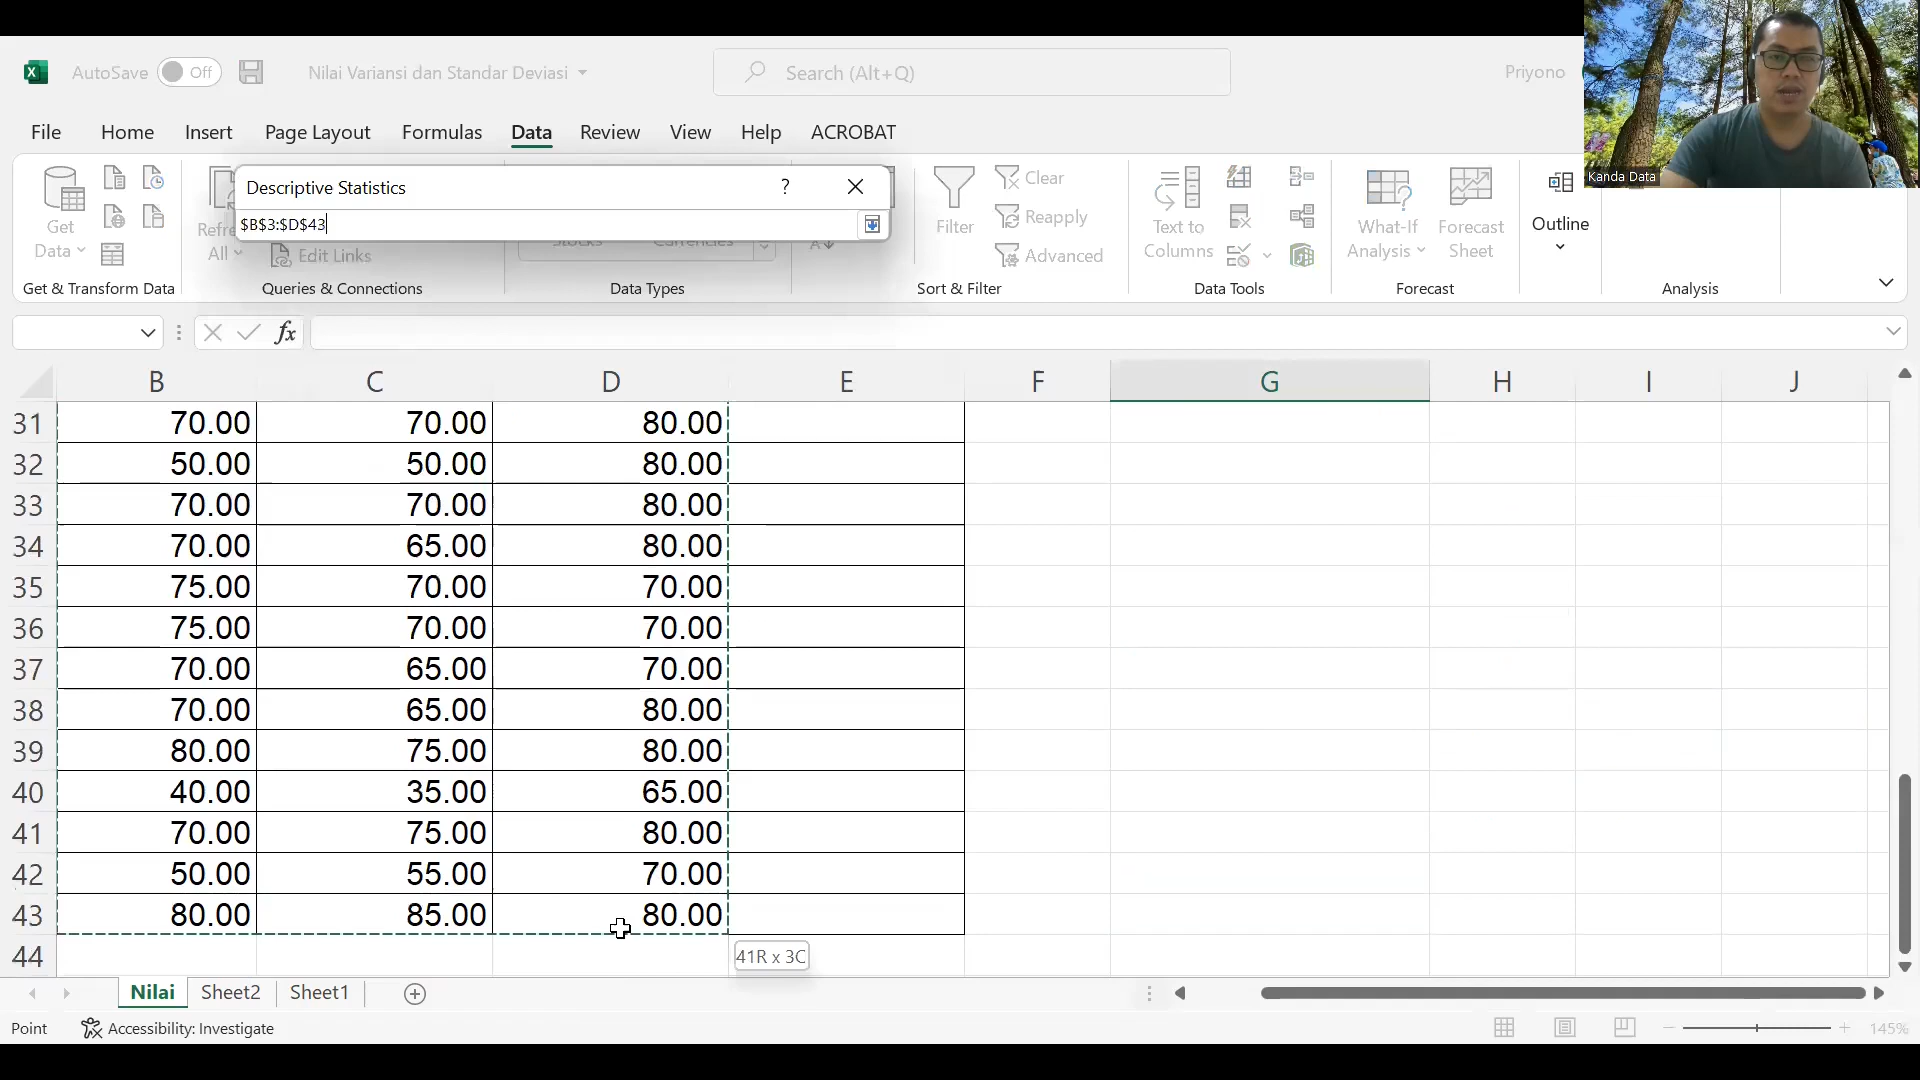 AutoSave Off Nilai Variansi dan Standar Deviasi Search (Alt+Q) Priyono
Kanda Data
File Home Insert Page Layout Formulas Data Review View Help ACROBAT
Descriptive Statistics ?
$B$3:$D$43
Get Data
Refre All
Edit Links
Stocks Currencies
Filter
Clear
Reapply
Advanced
Text to Columns
What-If Analysis
Forecast Sheet
Outline
Get & Transform Data Queries & Connections Data Types Sort & Filter Data Tools Forecast Analysis
fx
B C D E F G H I J
31 70.00 70.00 80.00
32 50.00 50.00 80.00
33 70.00 70.00 80.00
34 70.00 65.00 80.00
35 75.00 70.00 70.00
36 75.00 70.00 70.00
37 70.00 65.00 70.00
38 70.00 65.00 80.00
39 80.00 75.00 80.00
40 40.00 35.00 65.00
41 70.00 75.00 80.00
42 50.00 55.00 70.00
43 80.00 85.00 80.00
44
41R x 3C
Nilai Sheet2 Sheet1
Point Accessibility: Investigate 145%